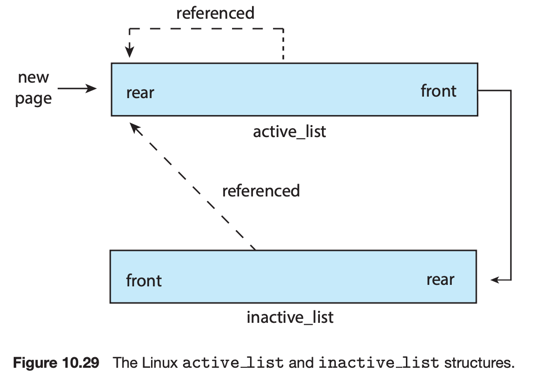 referenced
new
page
rear
front
active_list
referenced
front
rear
inactive_list
Figure 10.29 The Linux active_list and inactive_list structures.